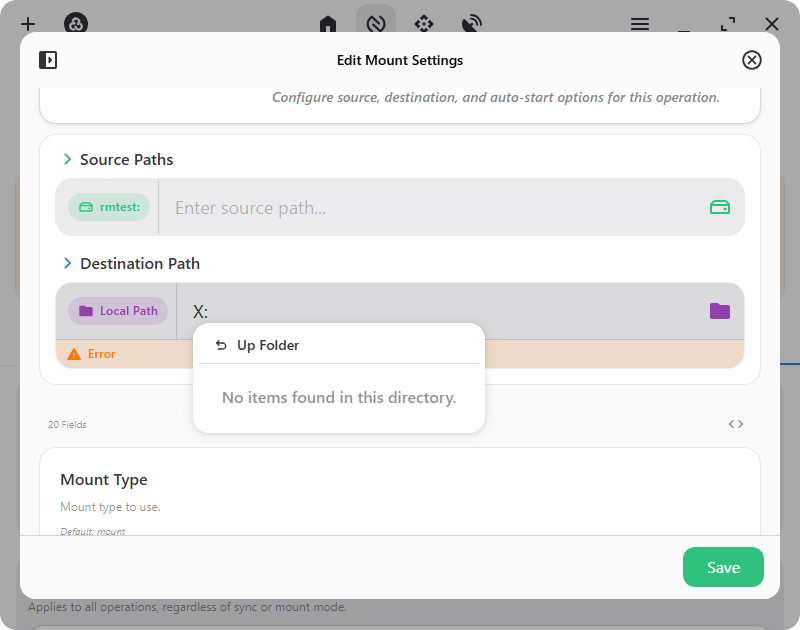 Edit Mount Settings
Configure source, destination, and auto-start options for this operation.
Source Paths
rmtest:
Enter source path...
Destination Path
Local Path
X:
Error
Up Folder
No items found in this directory.
20 Fields
Mount Type
Mount type to use.
Default: mount
Save
Applies to all operations, regardless of sync or mount mode.